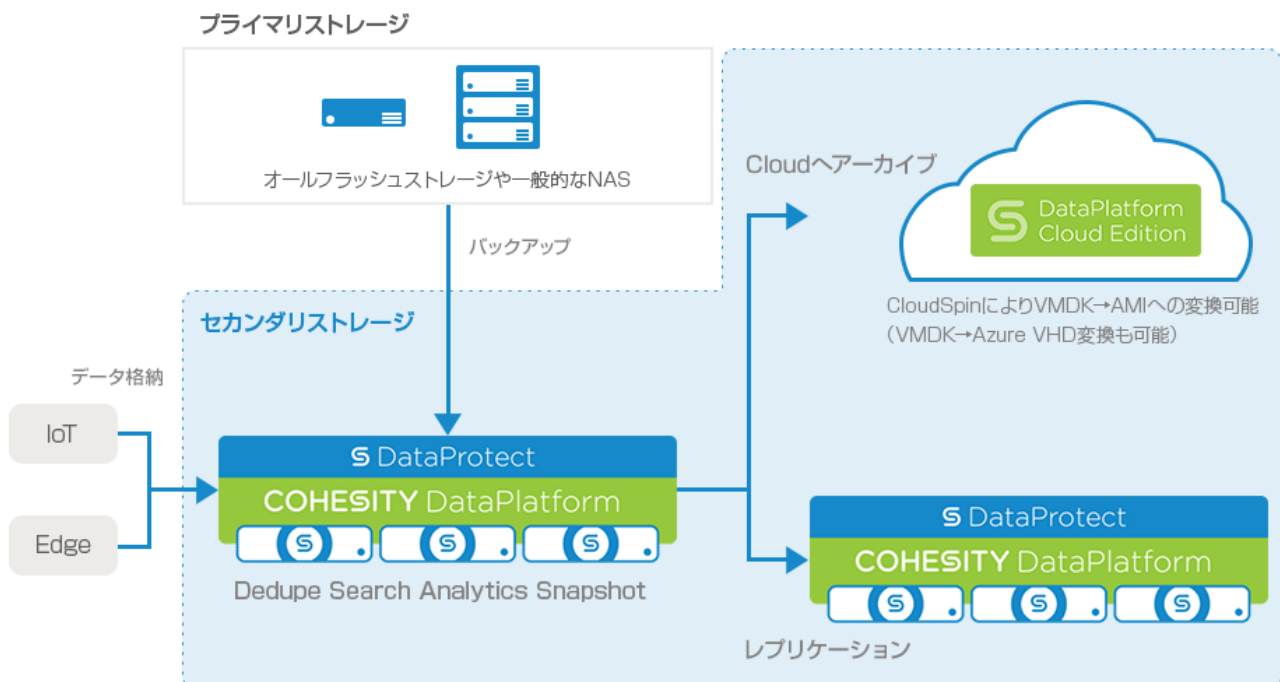 プライマリストレージ
オールフラッシュストレージや一般的なNAS
バックアップ
Cloudへアーカイブ
DataPlatform
Cloud Edition
CloudSpinによりVMDK→AMIへの変換可能
（VMDK→Azure VHD変換も可能）
セカンダリストレージ
データ格納
IoT
Edge
S DataProtect
COHESITY DataPlatform
S S S
Dedupe Search Analytics Snapshot
S DataProtect
COHESITY DataPlatform
S S S
レプリケーション